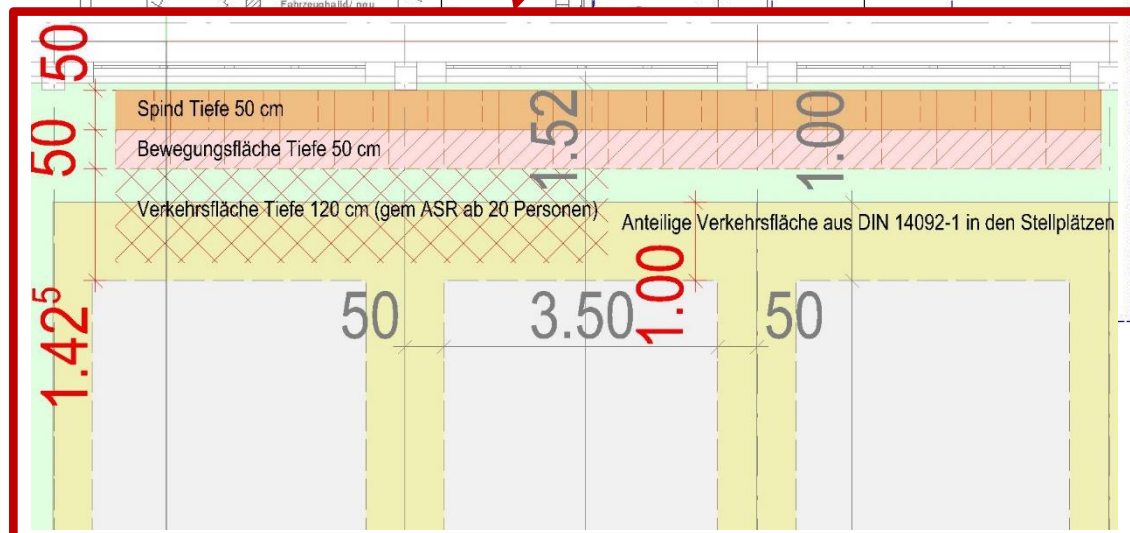 Fahrzeughalle/ neu
50
Spind Tiefe 50 cm
1.52
1.00
50
Bewegungsfläche Tiefe 50 cm
Verkehrsfläche Tiefe 120 cm (gem ASR ab 20 Personen)
Anteilige Verkehrsfläche aus DIN 14092-1 in den Stellplätzen
1.42⁵
50
3.50
1.00
50